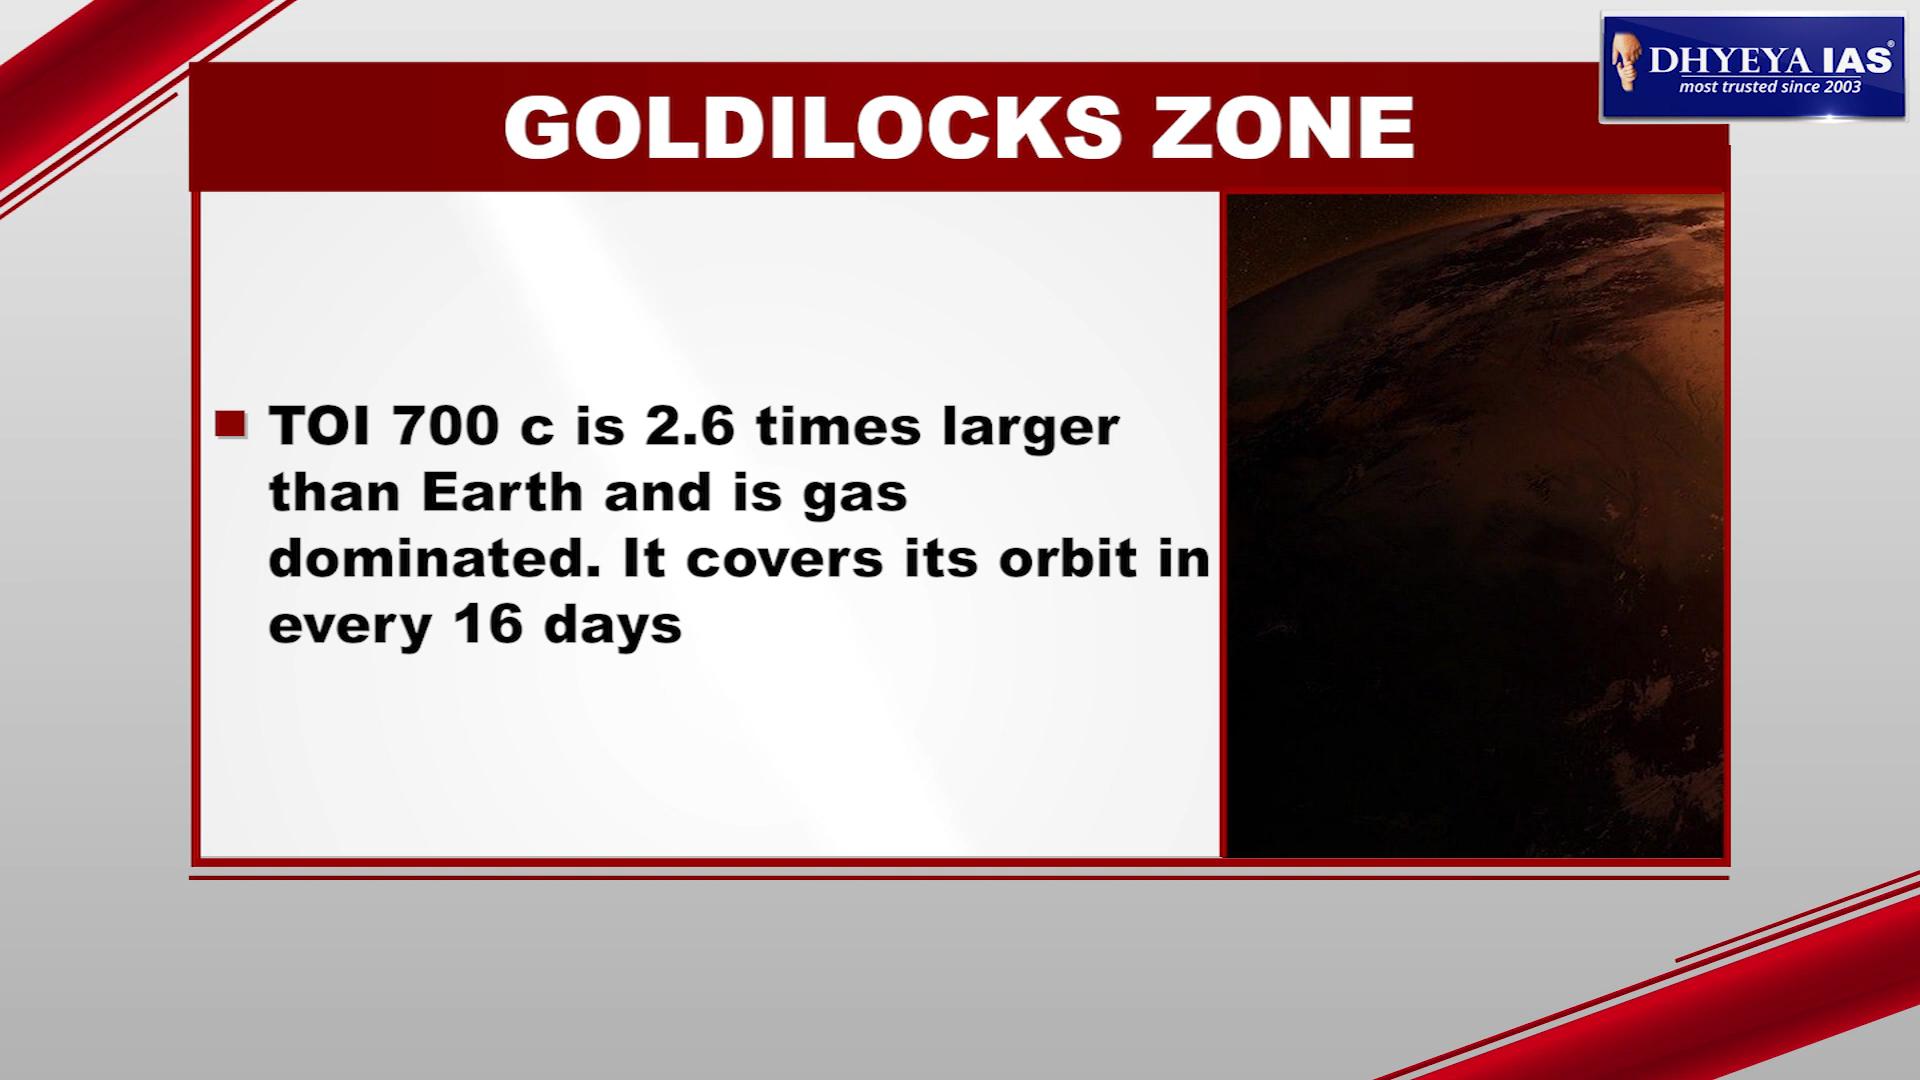 DHYEYA IAS®
most trusted since 2003
GOLDILOCKS ZONE
TOI 700 c is 2.6 times larger
than Earth and is gas
dominated. It covers its orbit in
every 16 days